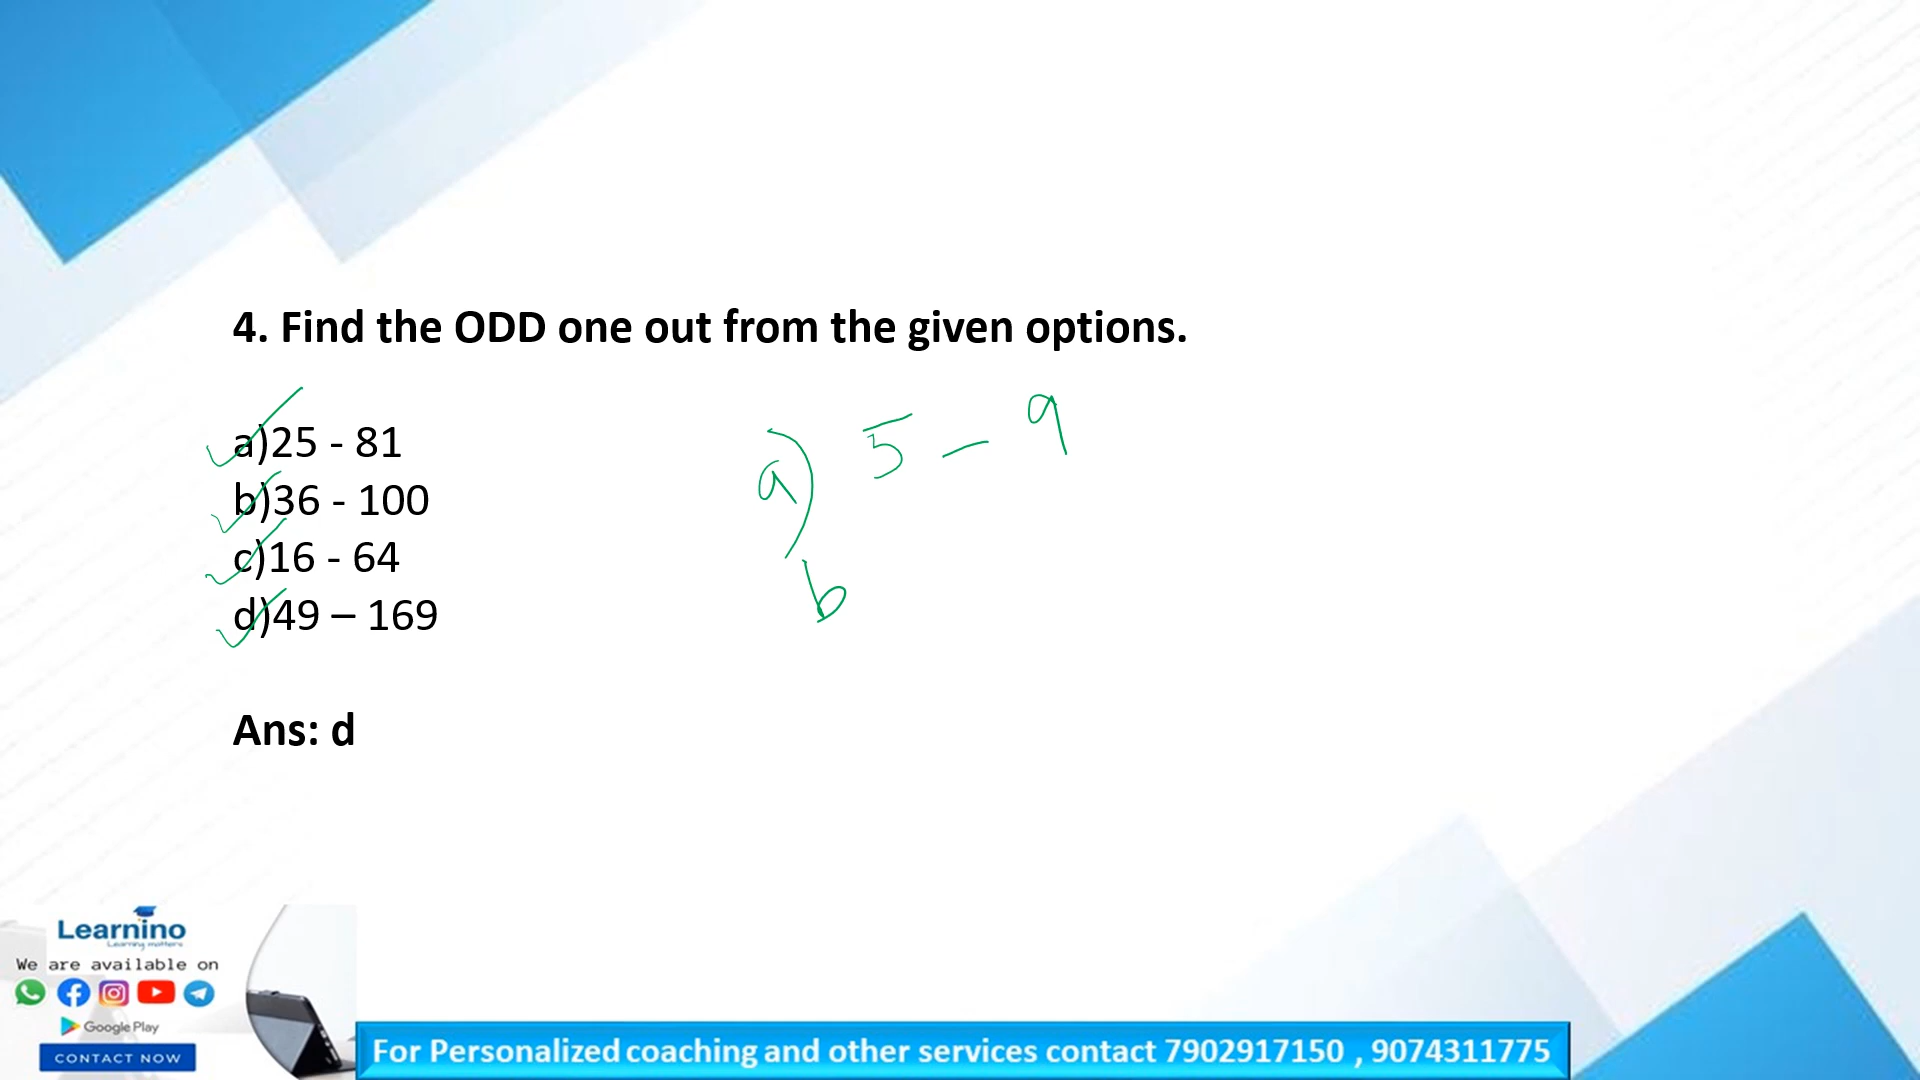 4. Find the ODD one out from the given options.
a)25 - 81
b)36 - 100
c)16 - 64
d)49 – 169
a) 5 - 9
b
Ans: d
Learnino
Learning matters
We are available on
Google Play
CONTACT NOW
For Personalized coaching and other services contact 7902917150 , 9074311775